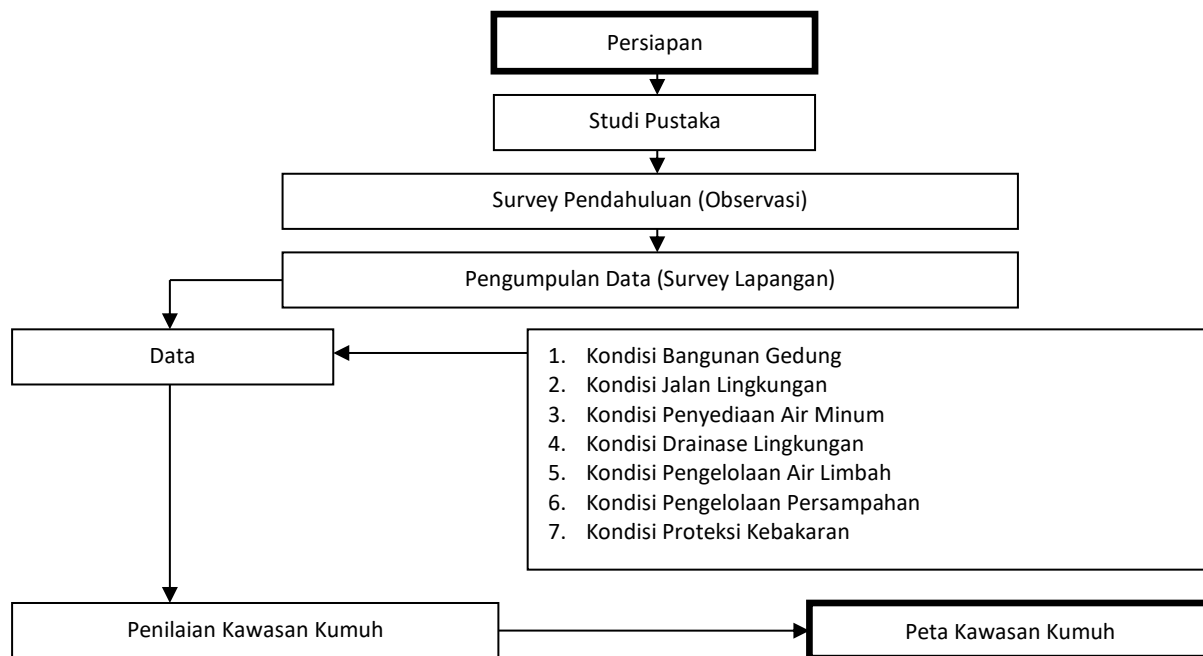 Persiapan
Studi Pustaka
Survey Pendahuluan (Observasi)
Pengumpulan Data (Survey Lapangan)
Data
1. Kondisi Bangunan Gedung
2. Kondisi Jalan Lingkungan
3. Kondisi Penyediaan Air Minum
4. Kondisi Drainase Lingkungan
5. Kondisi Pengelolaan Air Limbah
6. Kondisi Pengelolaan Persampahan
7. Kondisi Proteksi Kebakaran
Penilaian Kawasan Kumuh
Peta Kawasan Kumuh